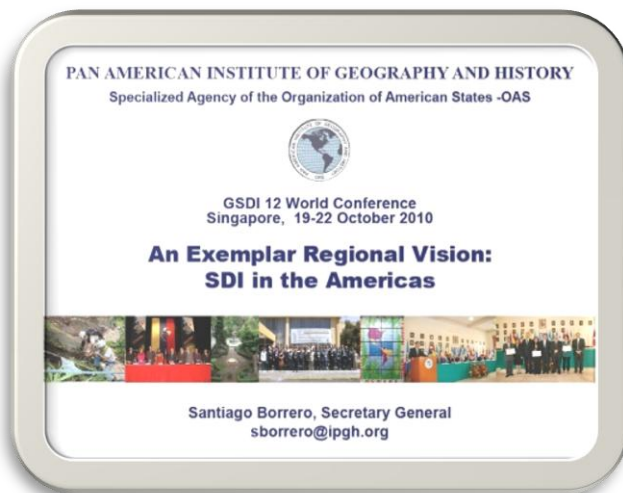 PAN AMERICAN INSTITUTE OF GEOGRAPHY AND HISTORY
Specialized Agency of the Organization of American States -OAS
GSDI 12 World Conference
Singapore, 19-22 October 2010
An Exemplar Regional Vision:
SDI in the Americas
Santiago Borrero, Secretary General
sborrero@ipgh.org